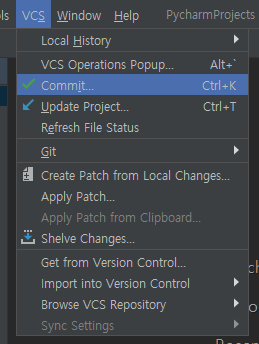 ls VCS Window Help PycharmProjects
Local History
VCS Operations Popup... Alt+`
Commit... Ctrl+K
Update Project... Ctrl+T
Refresh File Status
Git
Create Patch from Local Changes...
Apply Patch...
Apply Patch from Clipboard...
Shelve Changes...
Get from Version Control...
Import into Version Control
Browse VCS Repository
Sync Settings